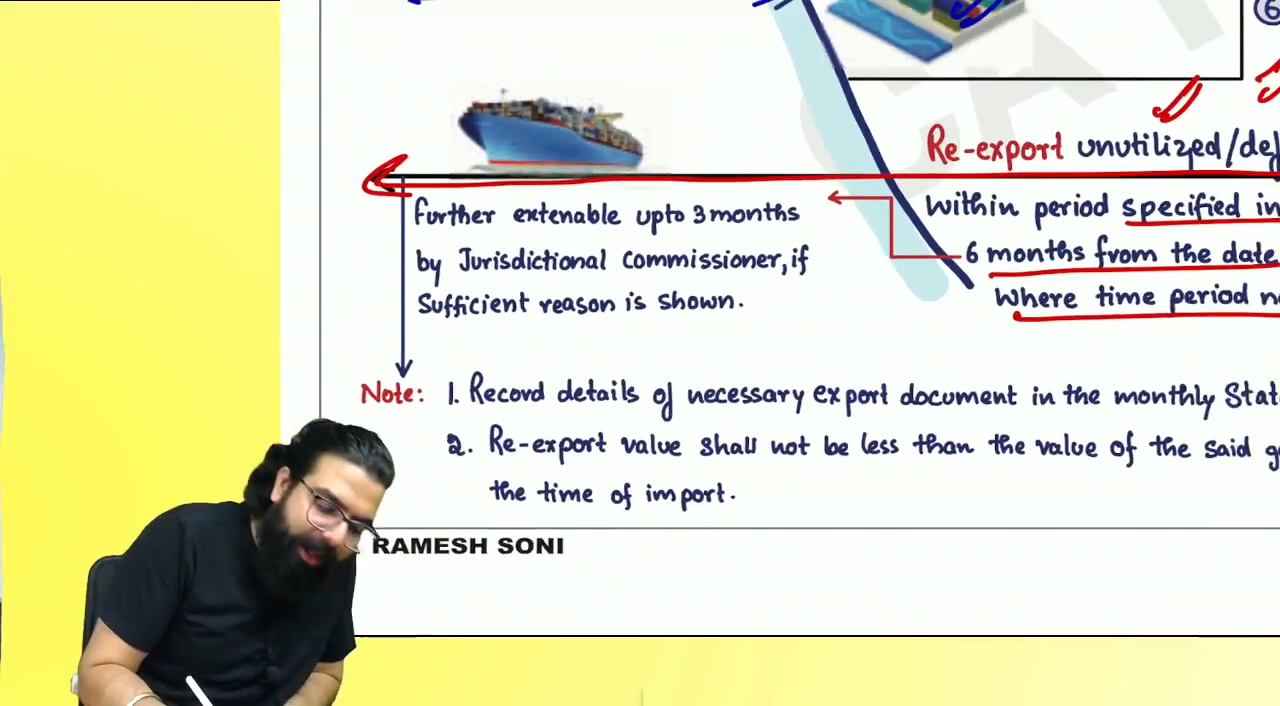 6
Re-export unutilized/def
within period specified in
6 months from the date
Where time period n
further extenable upto 3 months
by Jurisdictional Commissioner, if
Sufficient reason is shown.
Note: 1. Record details of necessary export document in the monthly Stat
2. Re-export value shall not be less than the value of the said g
the time of import.
RAMESH SONI